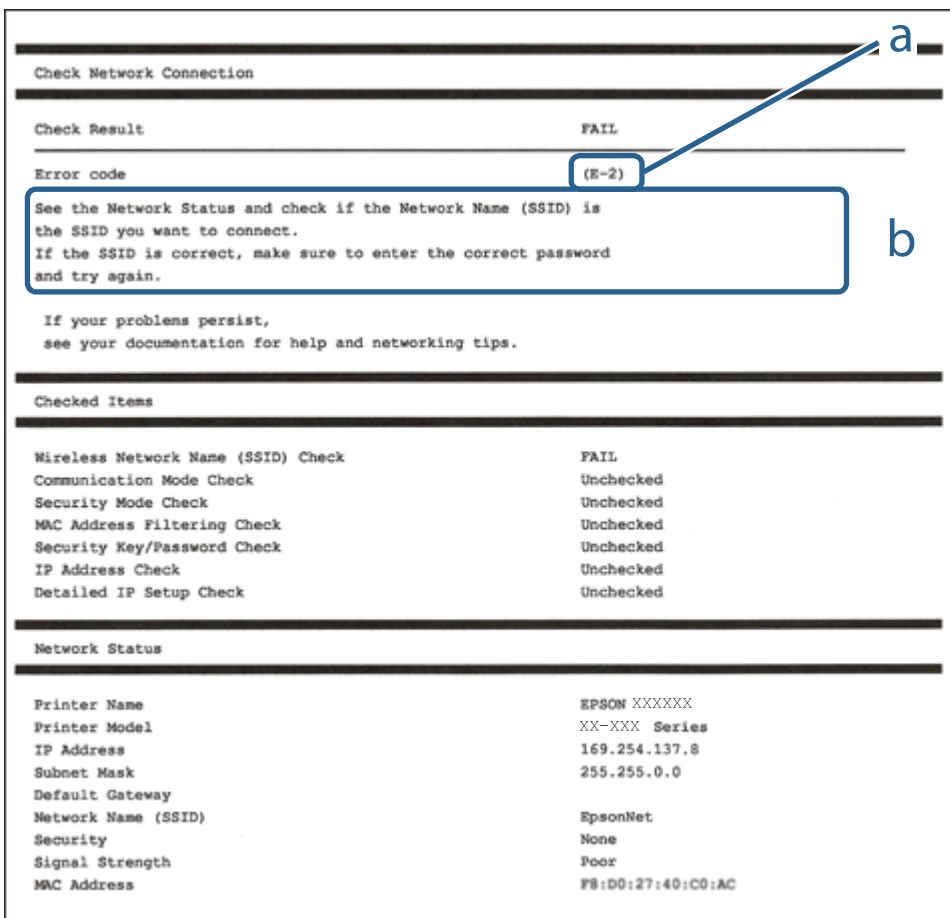 a
Check Network Connection
Check Result FAIL
Error code (E-2)
See the Network Status and check if the Network Name (SSID) is
the SSID you want to connect.
If the SSID is correct, make sure to enter the correct password
and try again.
b
If your problems persist,
see your documentation for help and networking tips.
Checked Items
Wireless Network Name (SSID) Check FAIL
Communication Mode Check Unchecked
Security Mode Check Unchecked
MAC Address Filtering Check Unchecked
Security Key/Password Check Unchecked
IP Address Check Unchecked
Detailed IP Setup Check Unchecked
Network Status
Printer Name EPSON XXXXXX
Printer Model XX-XXX Series
IP Address 169.254.137.8
Subnet Mask 255.255.0.0
Default Gateway
Network Name (SSID) EpsonNet
Security None
Signal Strength Poor
MAC Address F8:D0:27:40:C0:AC